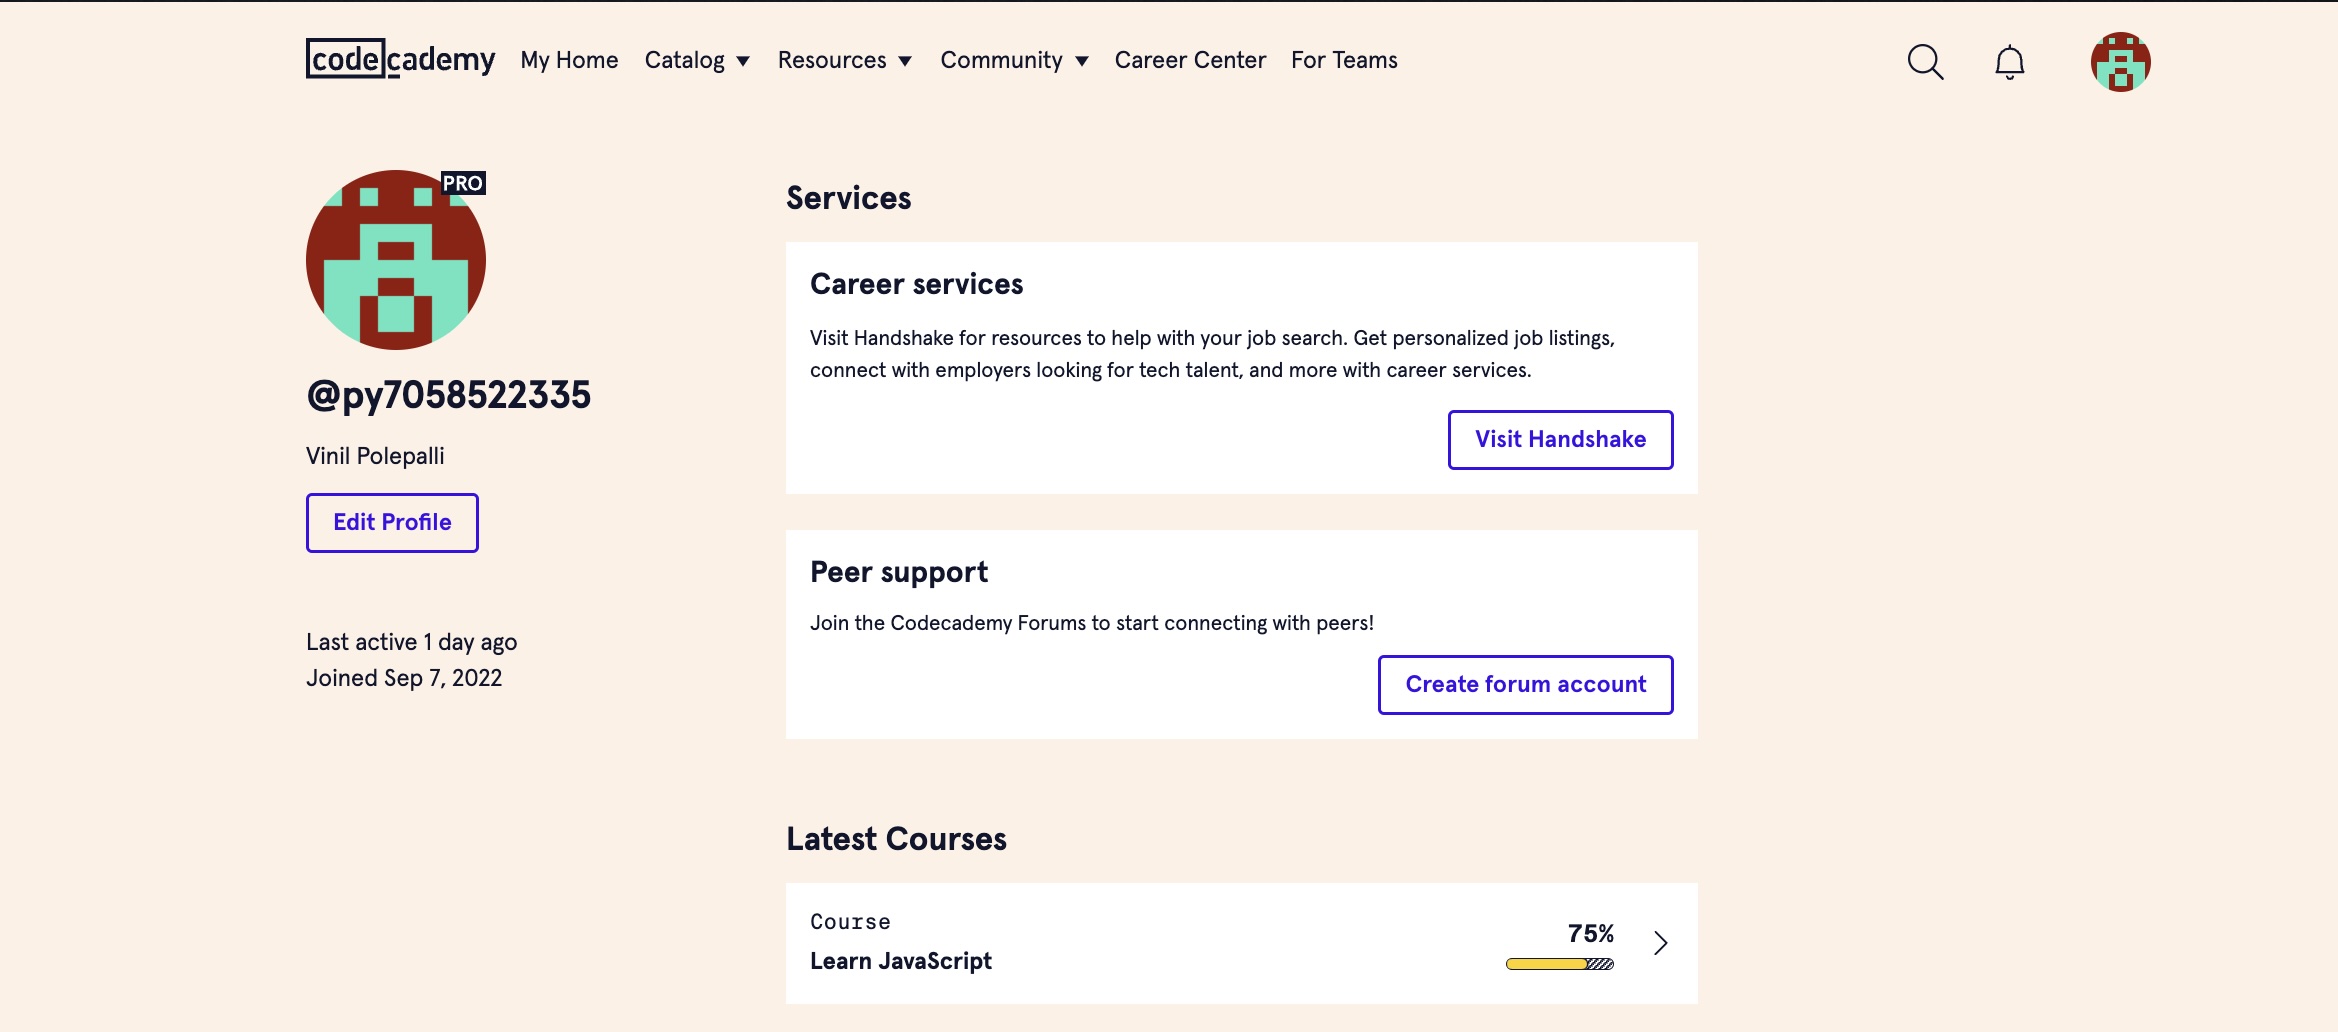 codecademy My Home Catalog Resources Community Career Center For Teams
PRO
@py7058522335
Vinil Polepalli
Edit Profile
Last active 1 day ago
Joined Sep 7, 2022
Services
Career services
Visit Handshake for resources to help with your job search. Get personalized job listings,
connect with employers looking for tech talent, and more with career services.
Visit Handshake
Peer support
Join the Codecademy Forums to start connecting with peers!
Create forum account
Latest Courses
Course
Learn JavaScript
75%